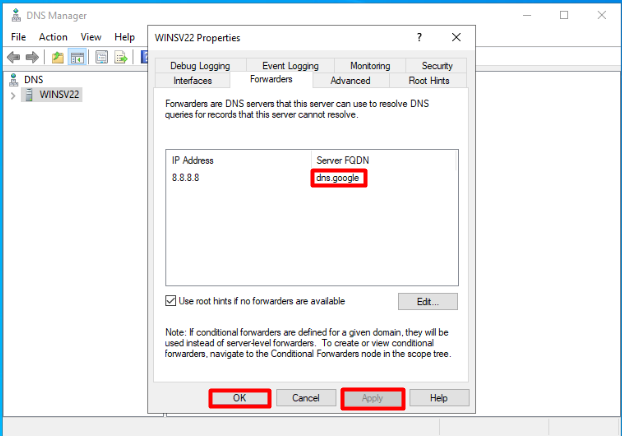 DNS Manager
File Action View Help
DNS
WINSV22
WINSV22 Properties
?
Debug Logging Event Logging Monitoring Security
Interfaces Forwarders Advanced Root Hints
Forwarders are DNS servers that this server can use to resolve DNS
queries for records that this server cannot resolve.
IP Address Server FQDN
8.8.8.8 dns.google
Use root hints if no forwarders are available Edit...
Note: If conditional forwarders are defined for a given domain, they will be
used instead of server-level forwarders. To create or view conditional
forwarders, navigate to the Conditional Forwarders node in the scope tree.
OK Cancel Apply Help